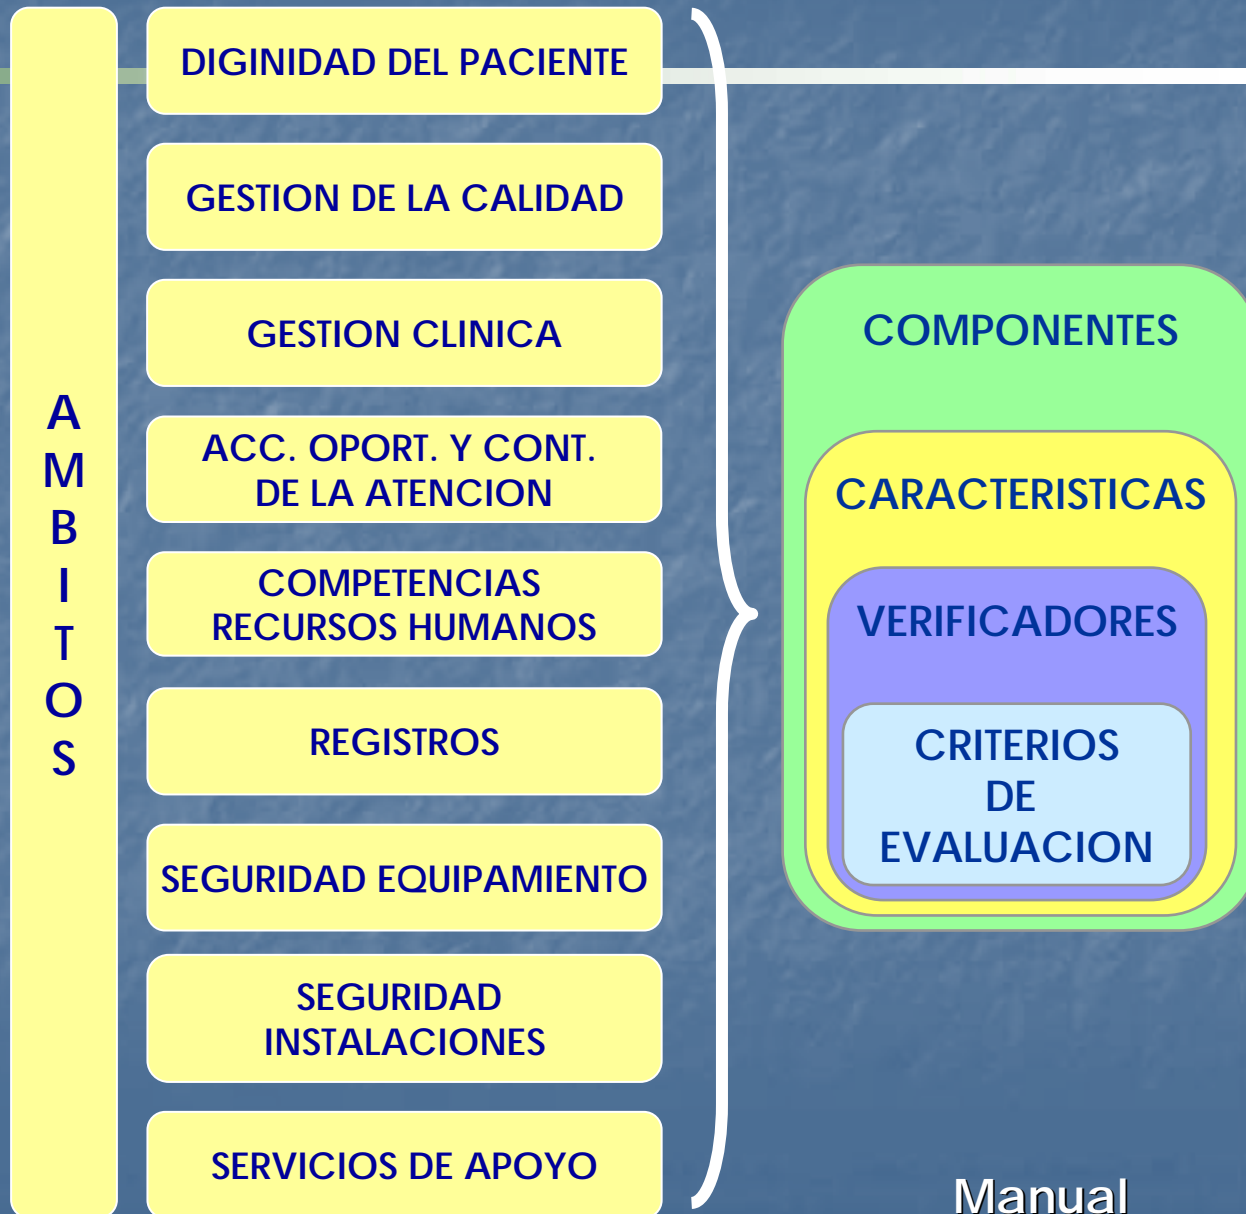 AMBITOS
DIGINIDAD DEL PACIENTE
GESTION DE LA CALIDAD
GESTION CLINICA
ACC. OPORT. Y CONT.
DE LA ATENCION
COMPETENCIAS
RECURSOS HUMANOS
REGISTROS
SEGURIDAD EQUIPAMIENTO
SEGURIDAD
INSTALACIONES
SERVICIOS DE APOYO
COMPONENTES
CARACTERISTICAS
VERIFICADORES
CRITERIOS
DE
EVALUACION
Manual